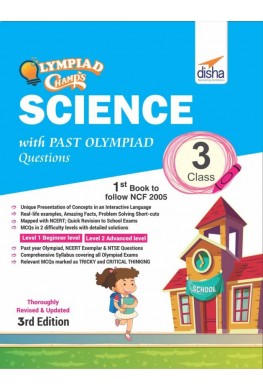 OLYMPIAD
CHAMPS
disha
SCIENCE
with PAST OLYMPIAD
Questions
3
Class
1st Book to
follow NCF 2005
Unique Presentation of Concepts in an Interactive Language
Real-life examples, Amazing Facts, Problem Solving Short-cuts
Mapped with NCERT; Quick Revision to School Exams
MCQs in 2 difficulty levels with detailed solutions
Level 1 Beginner level Level 2 Advanced level
Past year Olympiad, NCERT Exemplar & NTSE Questions
Comprehensive Syllabus covering all Olympiad Exams
Relevant MCQs marked as TRICKY and CRITICAL THINKING
SCHOOL
Thoroughly
Revised & Updated
3rd Edition